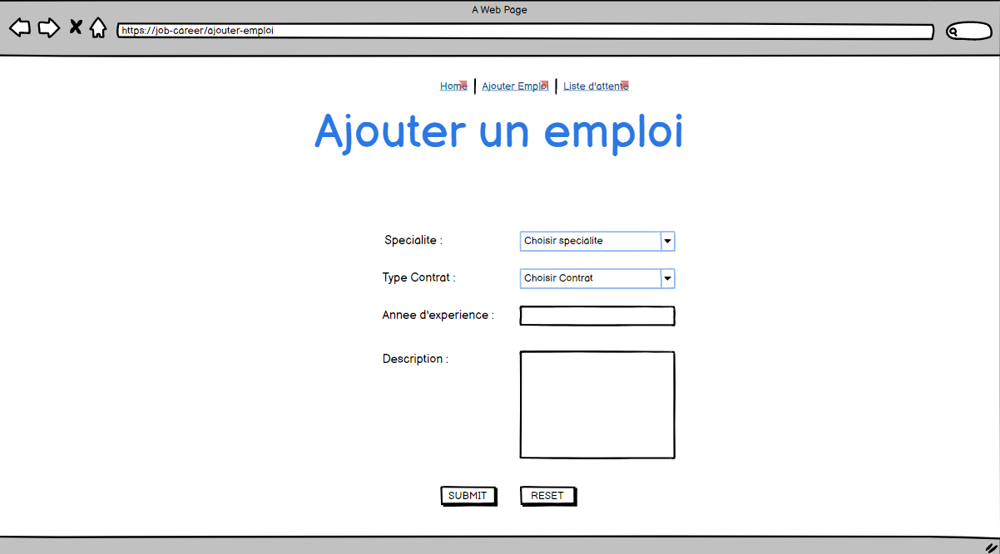 A Web Page
https://job-career/ajouter-emploi
Home | Ajouter Emploi | Liste d'attente
Ajouter un emploi
Specialite : Choisir specialite
Type Contrat : Choisir Contrat
Annee d'experience :
Description :
SUBMIT RESET